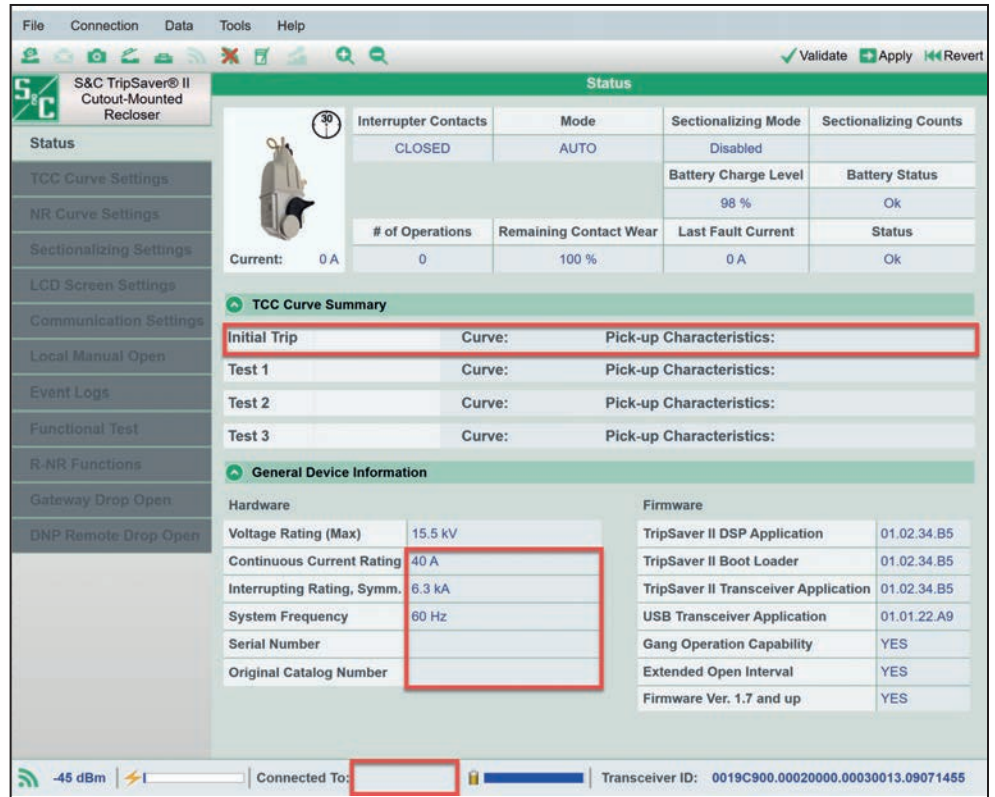 File Connection Data Tools Help
Validate Apply Revert
S&C
S&C TripSaver® II
Cutout-Mounted
Recloser
Status
TCC Curve Settings
NR Curve Settings
Sectionalizing Settings
LCD Screen Settings
Communication Settings
Local Manual Open
Event Logs
Functional Test
R-NR Functions
Gateway Drop Open
DNP Remote Drop Open
Status
30
Current: 0 A
Interrupter Contacts Mode Sectionalizing Mode Sectionalizing Counts
CLOSED AUTO Disabled
Battery Charge Level Battery Status
98 % Ok
# of Operations Remaining Contact Wear Last Fault Current Status
0 100 % 0 A Ok
TCC Curve Summary
Initial Trip Curve: Pick-up Characteristics:
Test 1 Curve: Pick-up Characteristics:
Test 2 Curve: Pick-up Characteristics:
Test 3 Curve: Pick-up Characteristics:
General Device Information
Hardware
Voltage Rating (Max) 15.5 kV
Continuous Current Rating 40 A
Interrupting Rating, Symm. 6.3 kA
System Frequency 60 Hz
Serial Number
Original Catalog Number
Firmware
TripSaver II DSP Application 01.02.34.B5
TripSaver II Boot Loader 01.02.34.B5
TripSaver II Transceiver Application 01.02.34.B5
USB Transceiver Application 01.01.22.A9
Gang Operation Capability YES
Extended Open Interval YES
Firmware Ver. 1.7 and up YES
-45 dBm Connected To: Transceiver ID: 0019C900.00020000.00030013.09071455